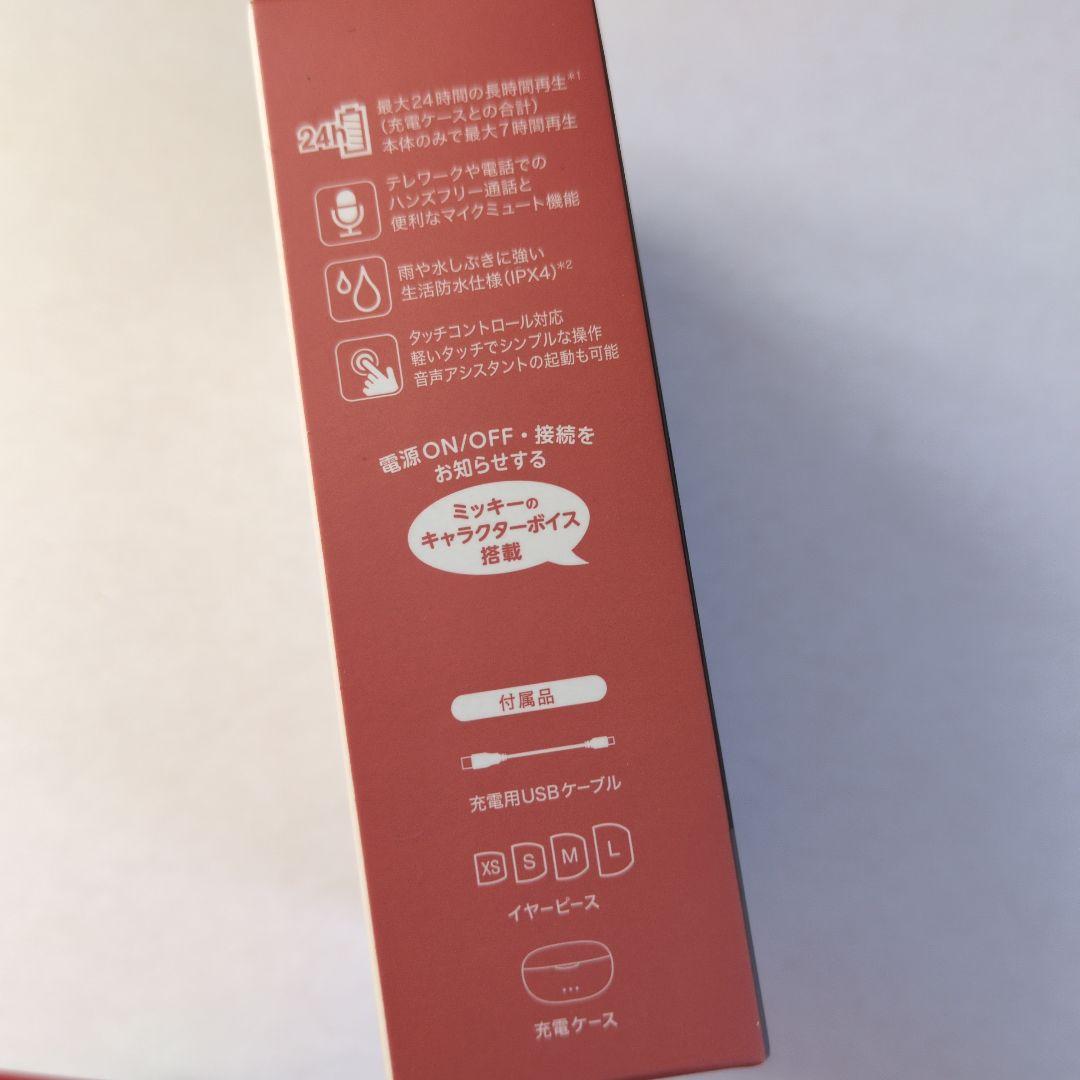 24h
最大24時間の長時間再生*1
(充電ケースとの合計)
本体のみで最大7時間再生
テレワークや電話での
ハンズフリー通話と
便利なマイクミュート機能
雨や水しぶきに強い
生活防水仕様(IPX4)*2
タッチコントロール対応
軽いタッチでシンプルな操作
音声アシスタントの起動も可能
電源ON/OFF・接続を
お知らせする
ミッキーの
キャラクターボイス
搭載
付属品
充電用USBケーブル
XS S M L
イヤーピース
充電ケース